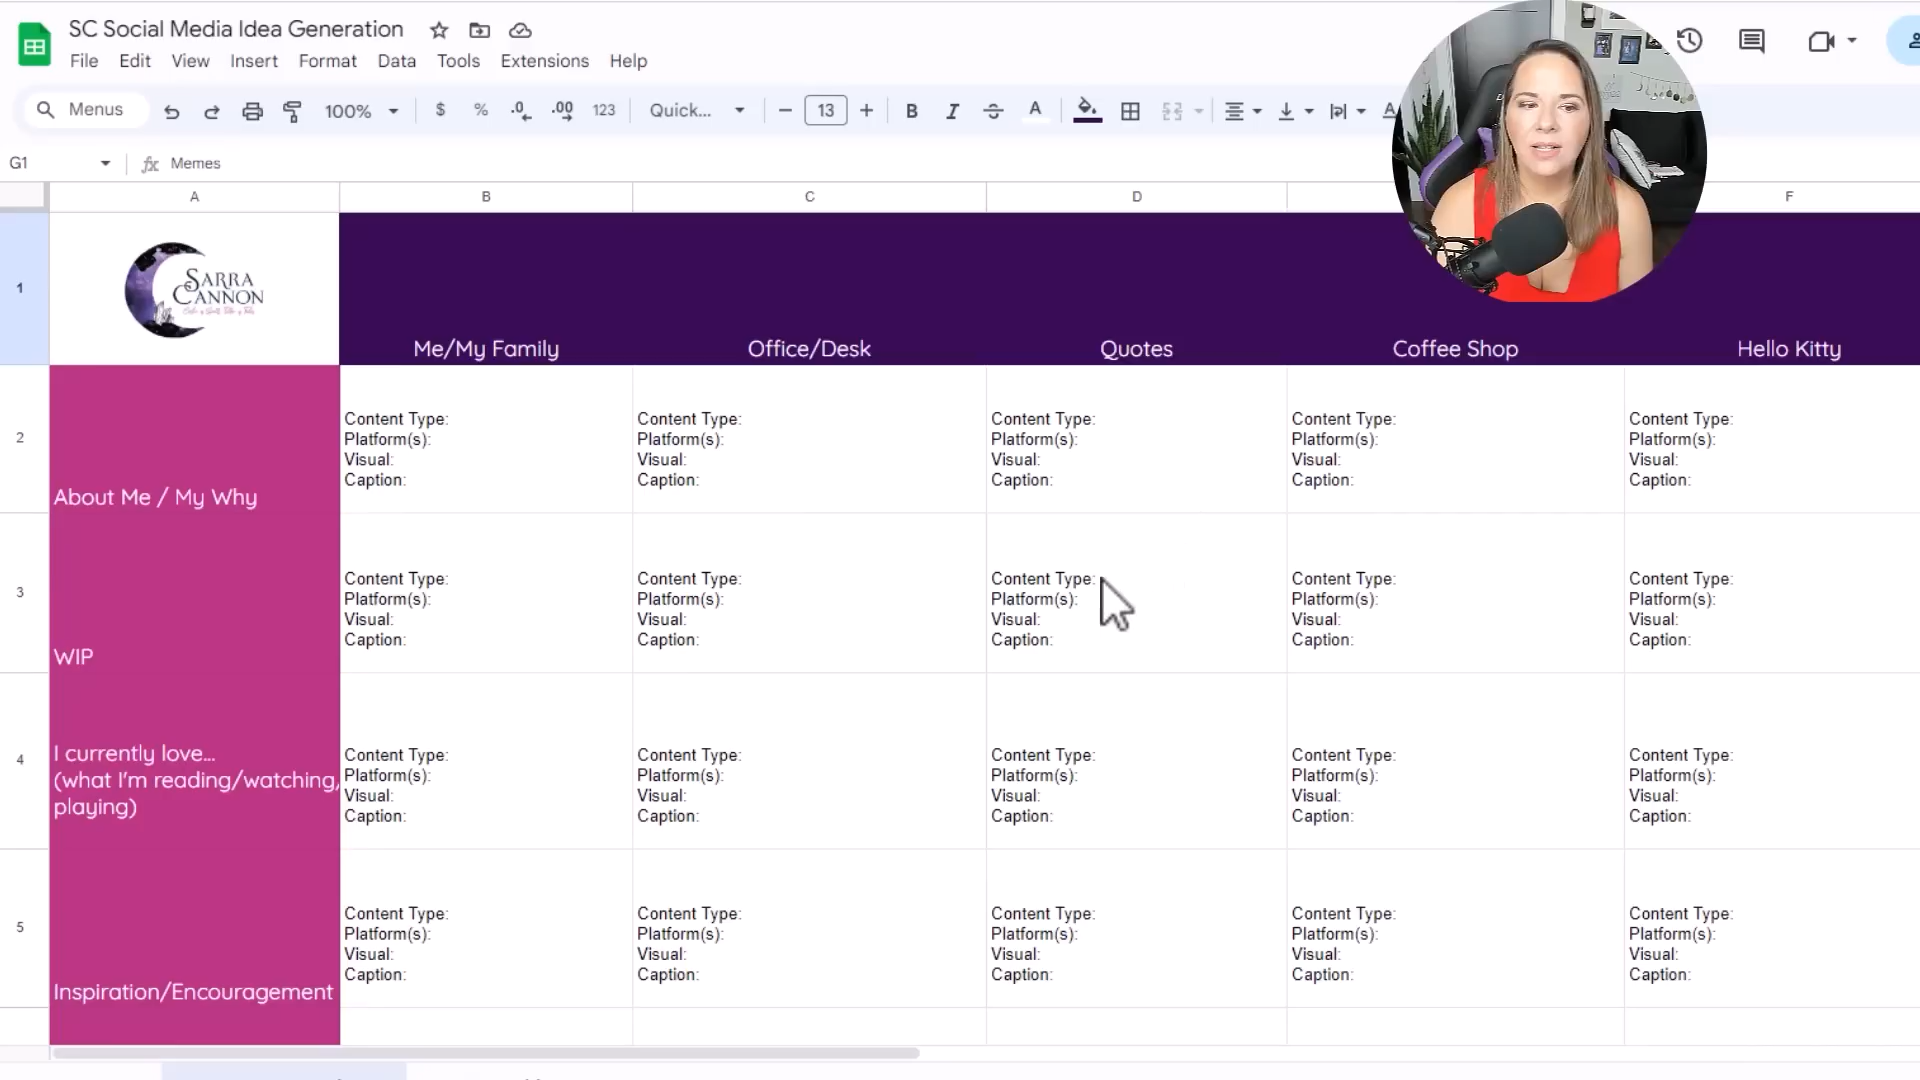 SC Social Media Idea Generation
File Edit View Insert Format Data Tools Extensions Help
Menus 100% $ % .0 .00 123 Quick... 13 B I A
G1 fx Memes
A B C D F
1
SARRA
CANNON
Me/My Family Office/Desk Quotes Coffee Shop Hello Kitty
2
Content Type: Content Type: Content Type: Content Type: Content Type:
Platform(s): Platform(s): Platform(s): Platform(s): Platform(s):
Visual: Visual: Visual: Visual: Visual:
Caption: Caption: Caption: Caption: Caption:
About Me / My Why
3
Content Type: Content Type: Content Type: Content Type: Content Type:
Platform(s): Platform(s): Platform(s): Platform(s): Platform(s):
Visual: Visual: Visual: Visual: Visual:
Caption: Caption: Caption: Caption: Caption:
WIP
4
I currently love...
(what I'm reading/watching/
playing)
Content Type: Content Type: Content Type: Content Type: Content Type:
Platform(s): Platform(s): Platform(s): Platform(s): Platform(s):
Visual: Visual: Visual: Visual: Visual:
Caption: Caption: Caption: Caption: Caption:
5
Content Type: Content Type: Content Type: Content Type: Content Type:
Platform(s): Platform(s): Platform(s): Platform(s): Platform(s):
Visual: Visual: Visual: Visual: Visual:
Caption: Caption: Caption: Caption: Caption:
Inspiration/Encouragement